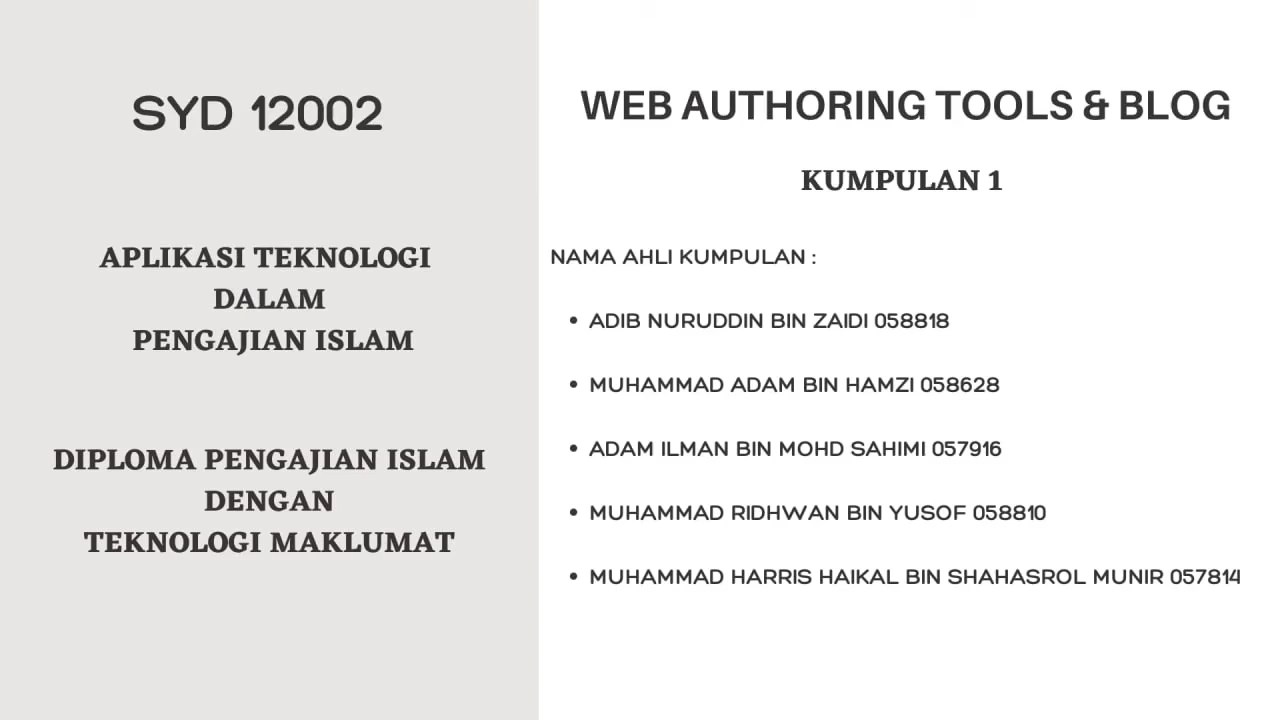 SYD 12002
APLIKASI TEKNOLOGI
DALAM
PENGAJIAN ISLAM
DIPLOMA PENGAJIAN ISLAM
DENGAN
TEKNOLOGI MAKLUMAT
WEB AUTHORING TOOLS & BLOG
KUMPULAN 1
NAMA AHLI KUMPULAN :
• ADIB NURUDDIN BIN ZAIDI 058818
• MUHAMMAD ADAM BIN HAMZI 058628
• ADAM ILMAN BIN MOHD SAHIMI 057916
• MUHAMMAD RIDHWAN BIN YUSOF 058810
• MUHAMMAD HARRIS HAIKAL BIN SHAHASROL MUNIR 057814